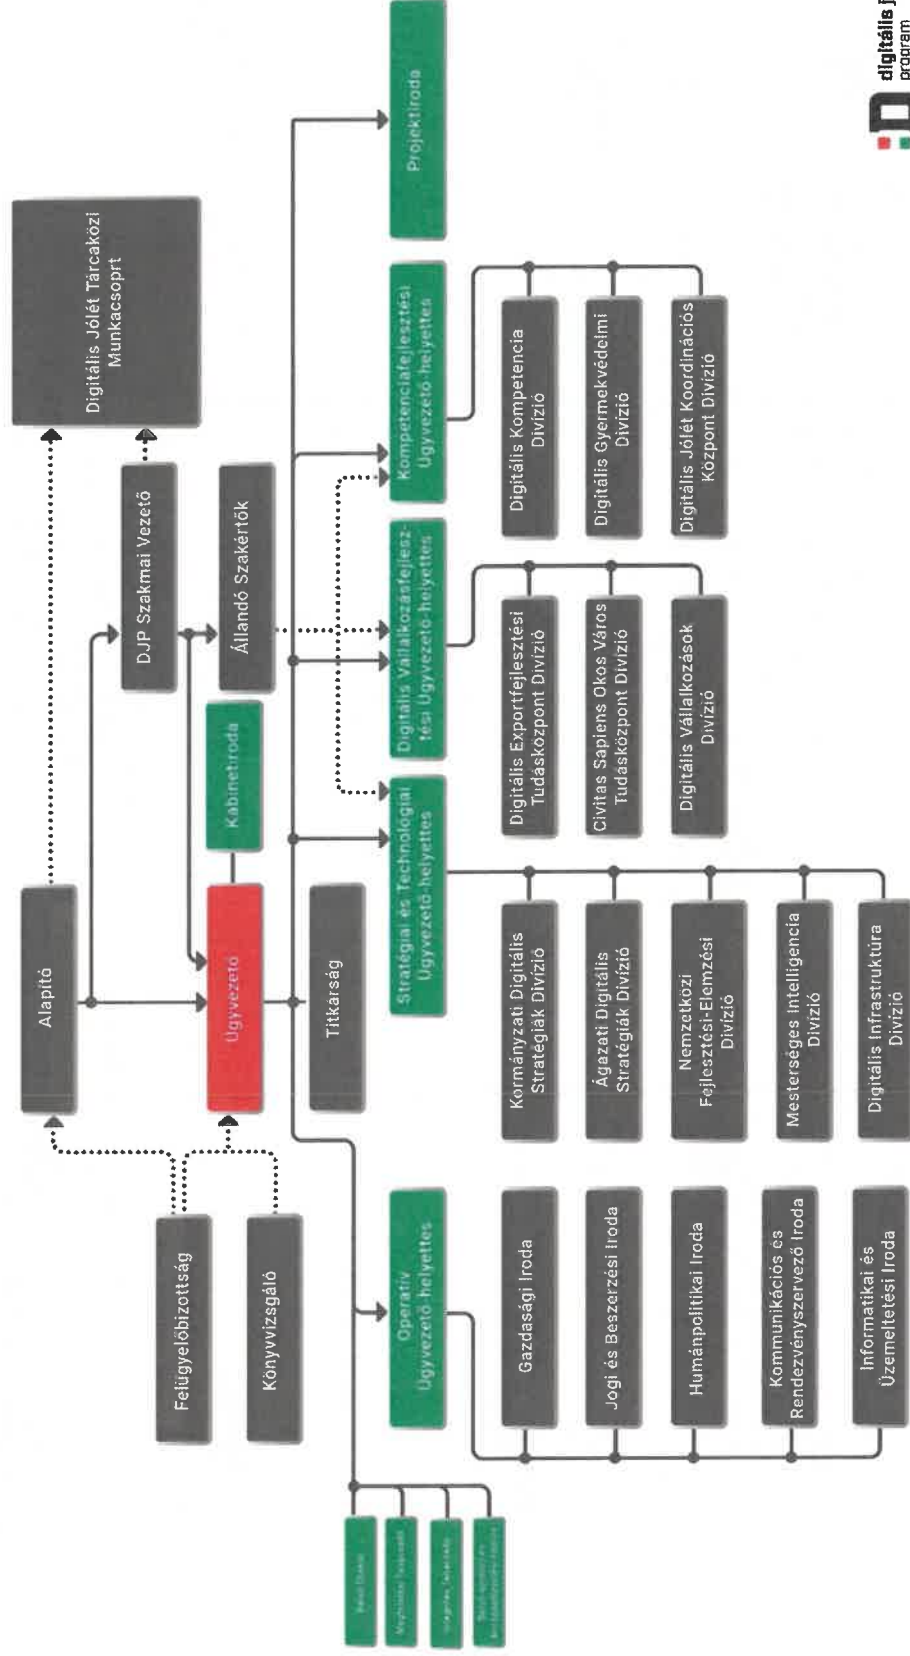 Alapító
Digitális Jólét Tárcaközi
Munkacsoprt
DJP Szakmai Vezető
Állandó Szakértők
Felügyelőbizottság
Könyvvizsgáló
Ügyvezető
Kabinetiroda
Titkárság
Operatív
Ügyvezető-helyettes
Gazdasági Iroda
Jogi és Beszerzési Iroda
Humánpolitikai Iroda
Kommunikációs és
Rendezvényszervező Iroda
Informatikai és
Üzemeltetési Iroda
Stratégiai és Technológiai
Ügyvezető-helyettes
Kormányzati Digitális
Stratégiák Divízió
Ágazati Digitális
Stratégiák Divízió
Nemzetközi
Fejlesztési-Elemzési
Divízió
Mesterséges Intelligencia
Divízió
Digitális Infrastruktúra
Divízió
Digitális Vállalkozásfejlesz-
tési Ügyvezető-helyettes
Digitális Exportfejlesztési
Tudásközpont Divízió
Civitas Sapiens Okos Város
Tudásközpont Divízió
Digitális Vállalkozások
Divízió
Kompetenciafejlesztési
Ügyvezető-helyettes
Digitális Kompetencia
Divízió
Digitális Gyermekvédelmi
Divízió
Digitális Jólét Koordinációs
Központ Divízió
Projektiroda
digitális j
program